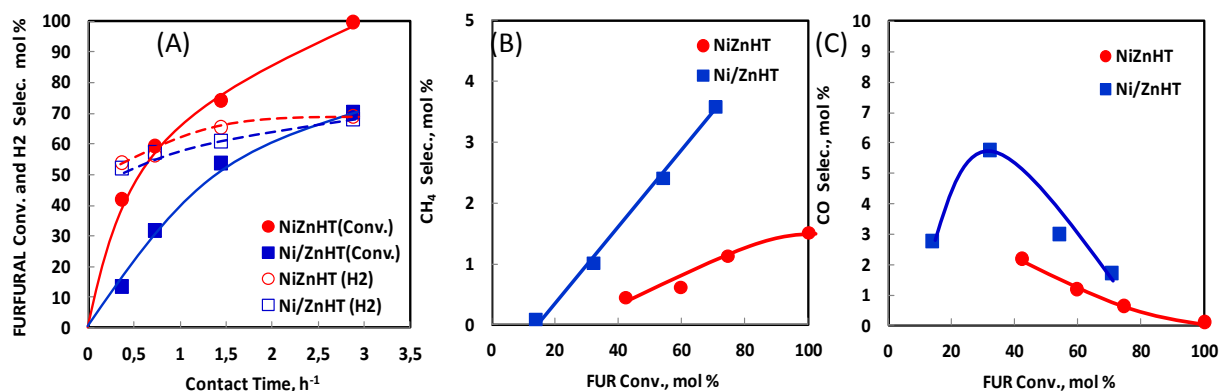 (A)
FURFURAL Conv. and H2 Selec. mol %
100
90
80
70
60
50
40
30
20
10
0
NiZnHT(Conv.)
Ni/ZnHT(Conv.)
NiZnHT (H2)
Ni/ZnHT (H2)
0 0,5 1 1,5 2 2,5 3 3,5
Contact Time, h-1
(B)
CH4 Selec., mol %
5
4
3
2
1
0
NiZnHT
Ni/ZnHT
0 20 40 60 80 100
FUR Conv., mol %
(C)
CO Selec., mol %
10
9
8
7
6
5
4
3
2
1
0
NiZnHT
Ni/ZnHT
0 20 40 60 80 100
FUR Conv., mol %